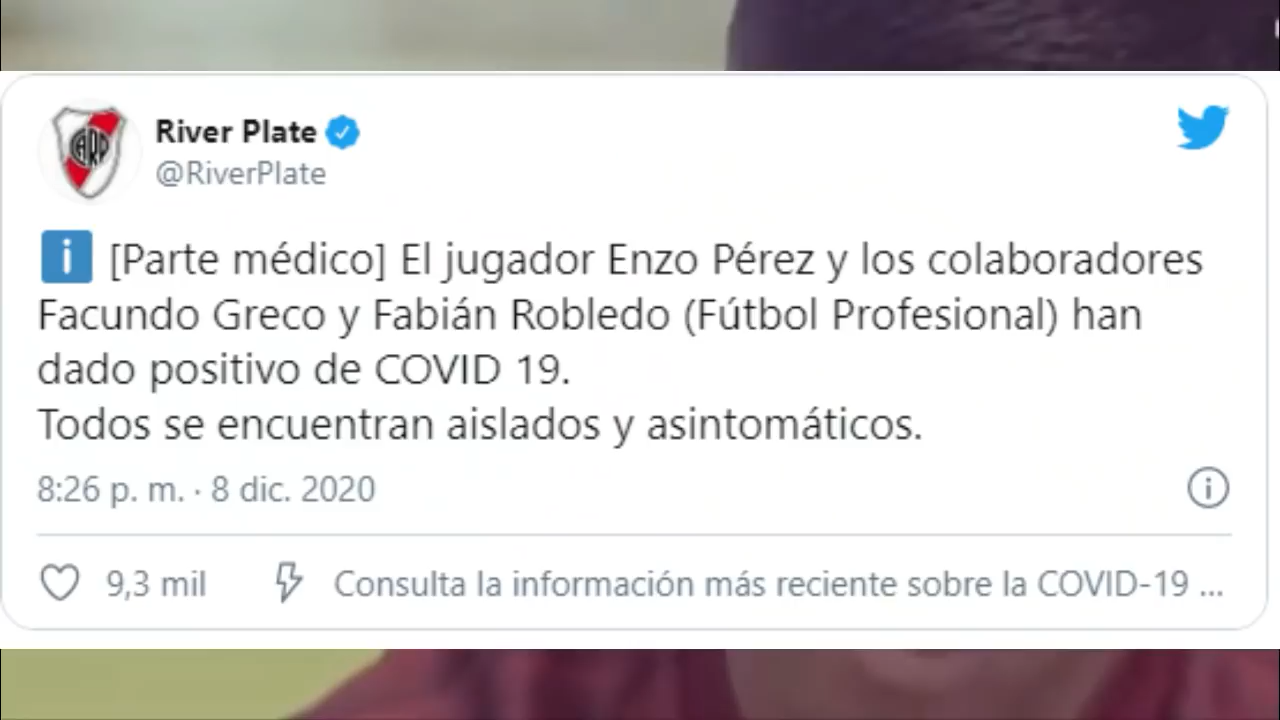 River Plate
@RiverPlate
[Parte médico] El jugador Enzo Pérez y los colaboradores
Facundo Greco y Fabián Robledo (Fútbol Profesional) han
dado positivo de COVID 19.
Todos se encuentran aislados y asintomáticos.
8:26 p. m. · 8 dic. 2020
9,3 mil
Consulta la información más reciente sobre la COVID-19 ...